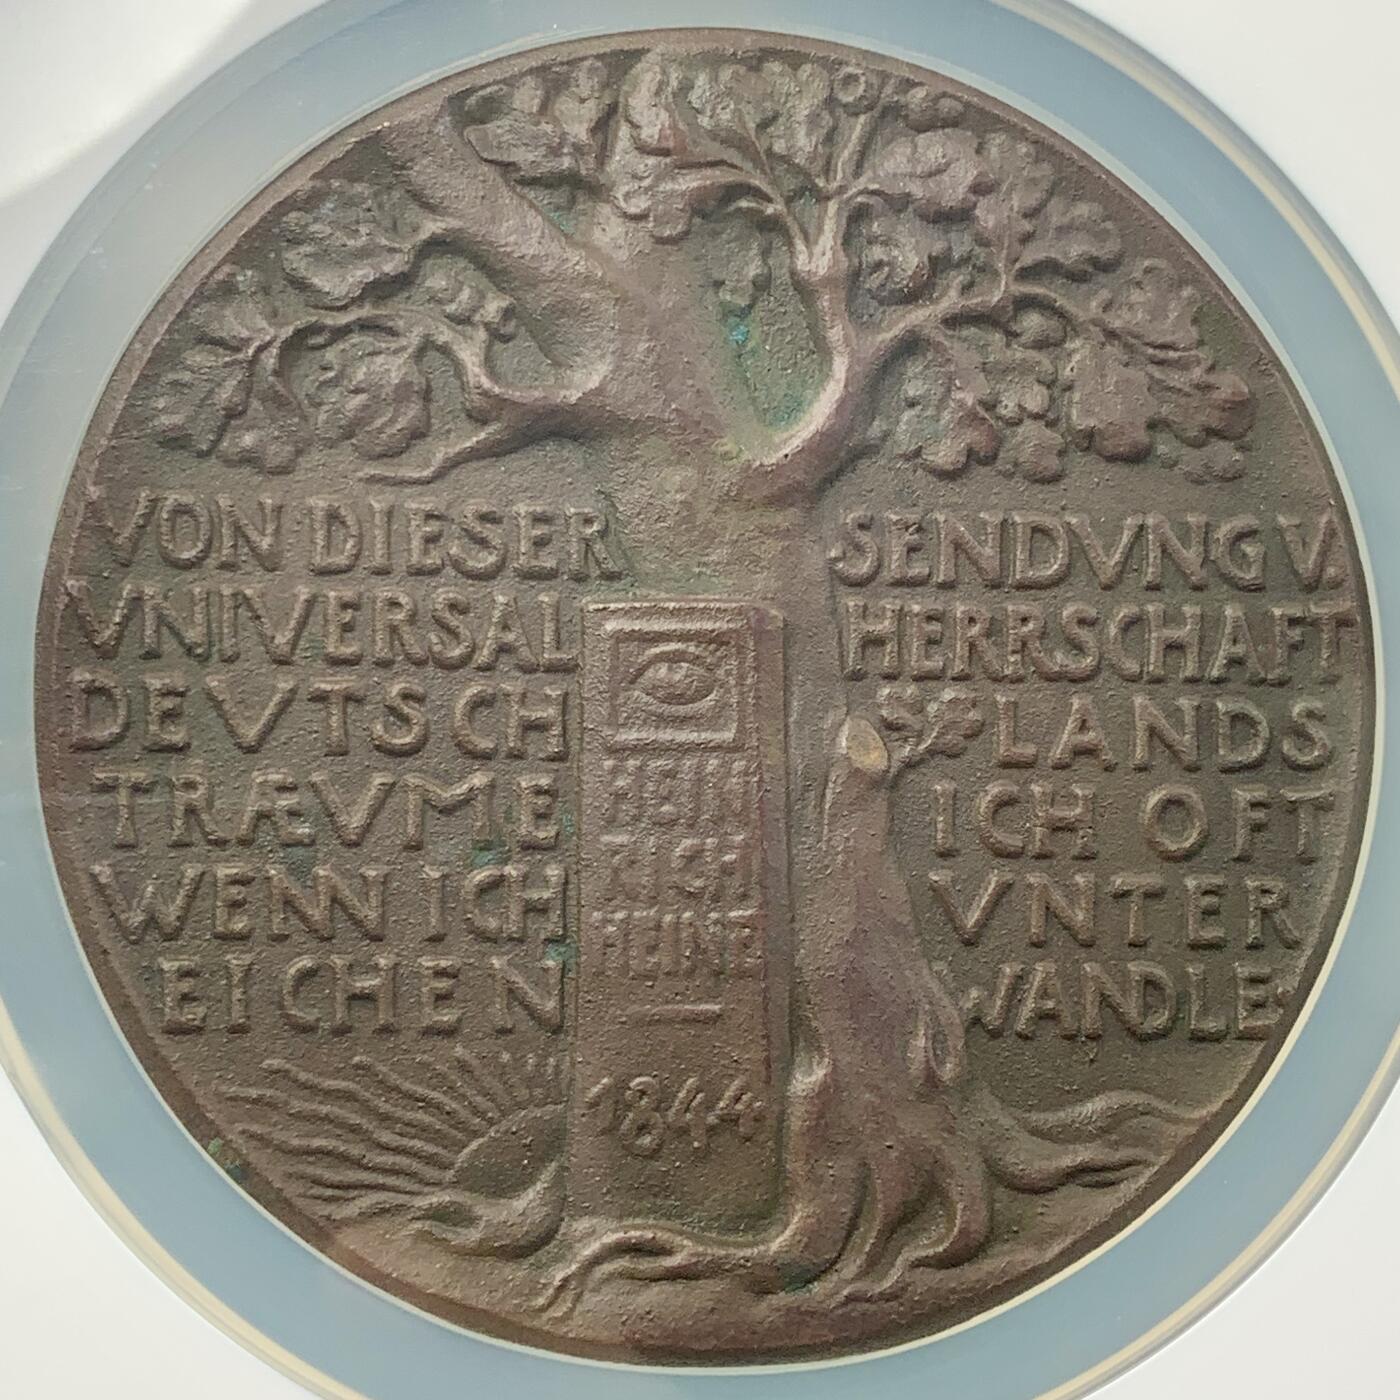 VON DIESER SENDVNG V.
VNIVERSAL HERRSCHAFT
DEVTSCH LANDS
TRÆVME ICH OFT
WENN ICH VNTER
EICHEN WANDLE
HEIN
RICH
HEINE
1844